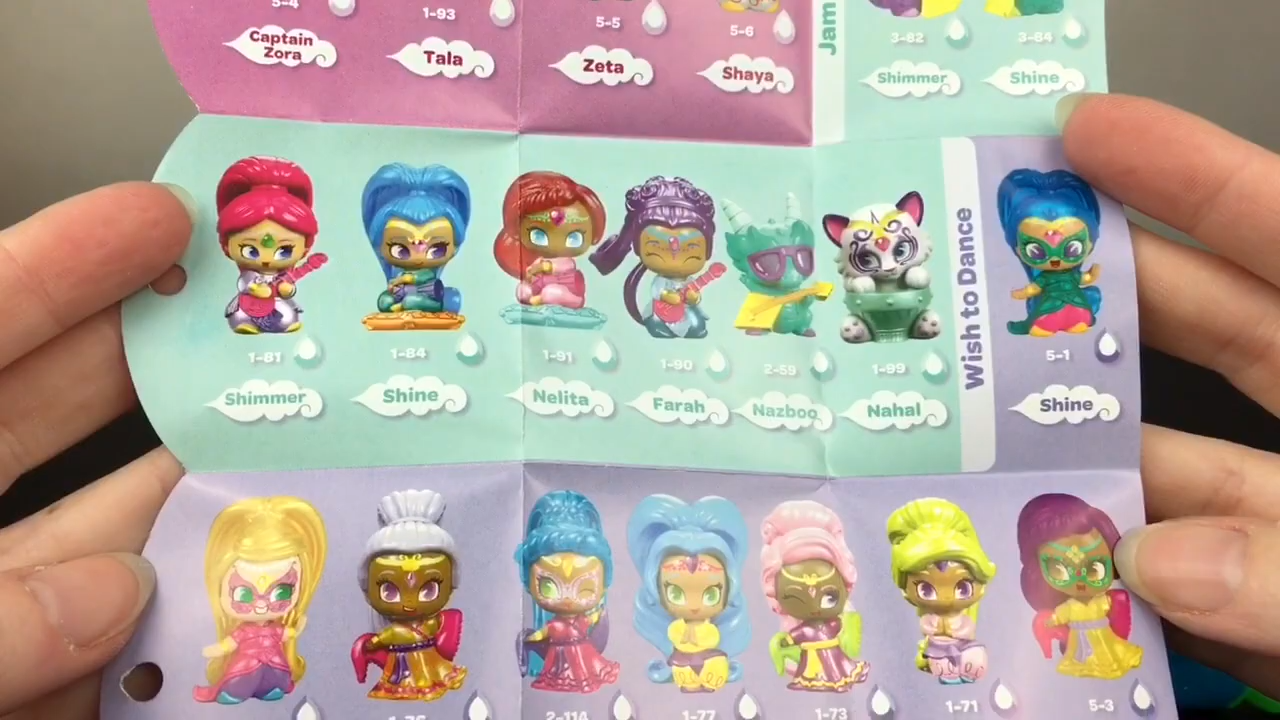 5-4
1-93
5-5
5-6
Captain
Zora
Tala
Zeta
Shaya
Jam
3-62
3-64
Shimmer
Shine
1-81
1-84
1-91
1-90
2-59
1-99
Shimmer
Shine
Nelita
Farah
Nazboo
Nahal
Wish to Dance
5-1
Shine
2-114
1-77
1-73
1-71
5-3